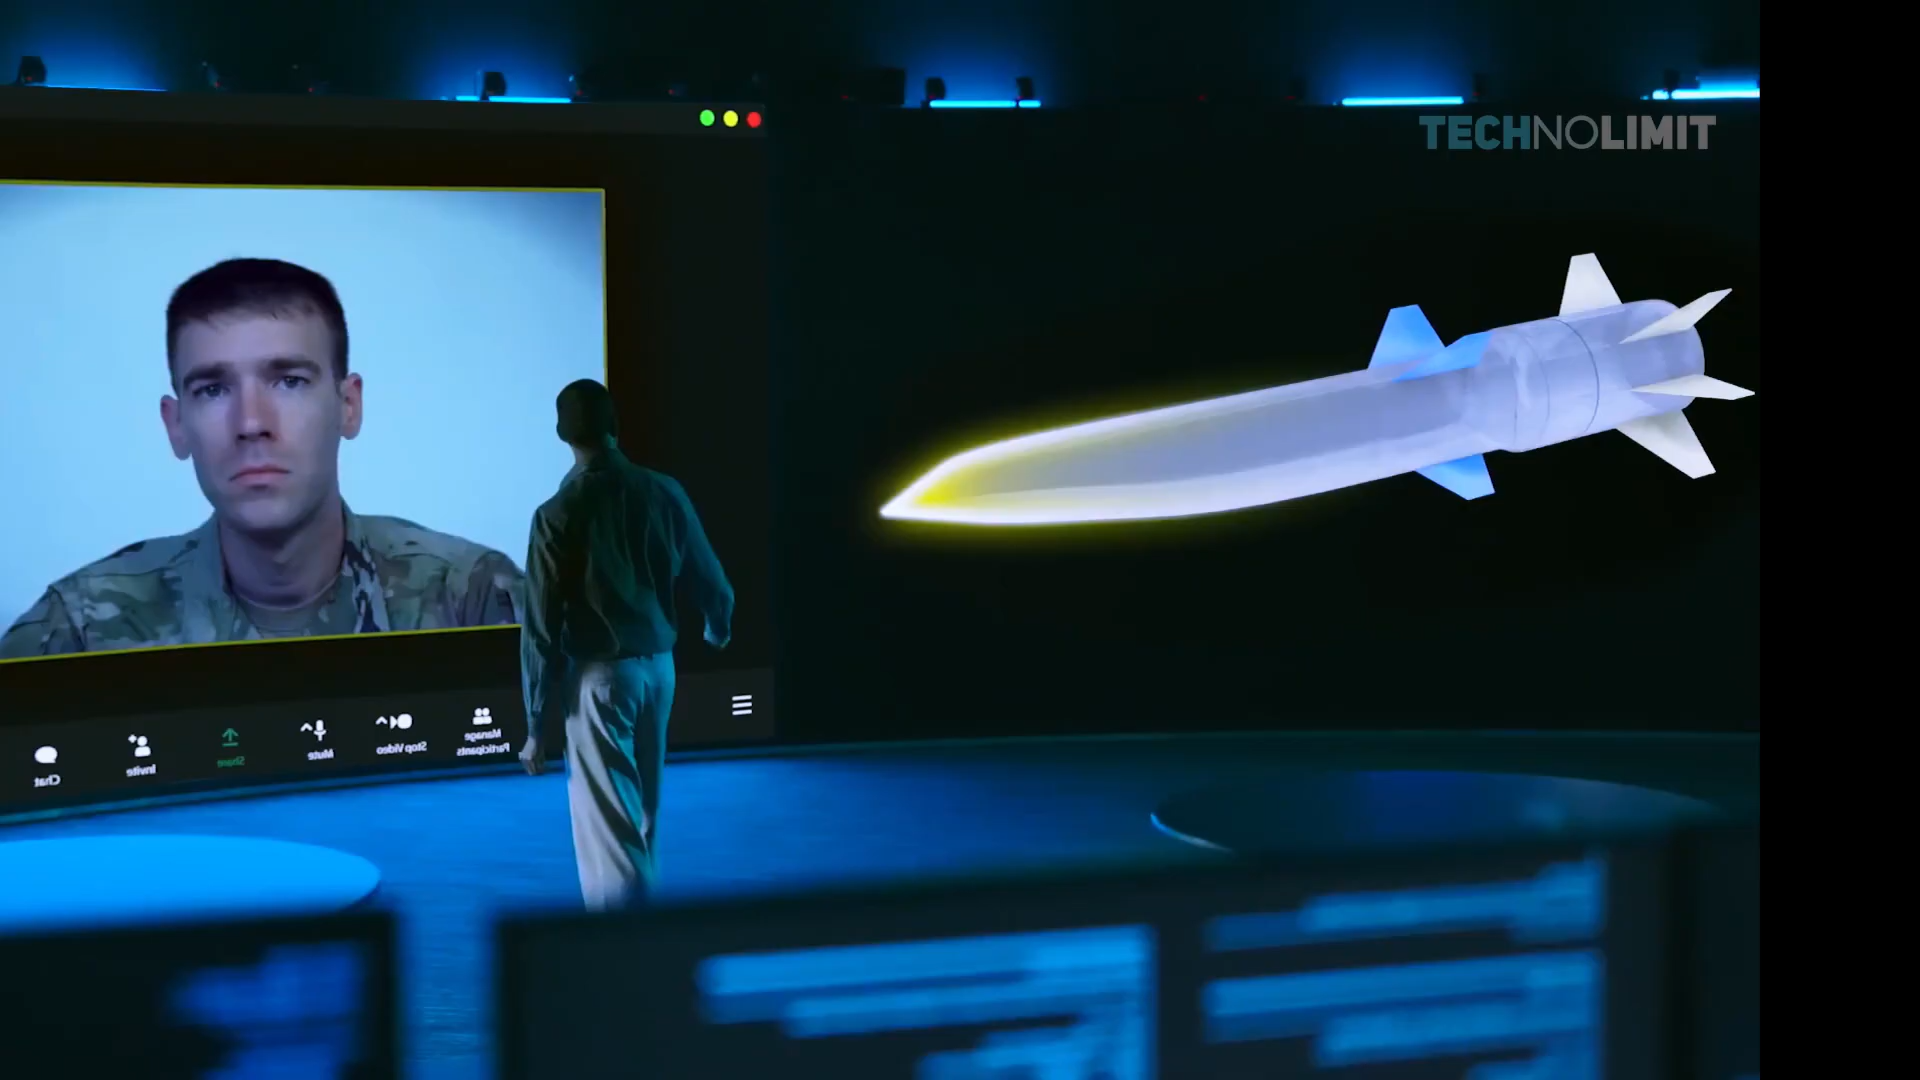 TECHNOLIMIT
Manage
Participants
Stop Video
Mute
Share
Invite
Chat